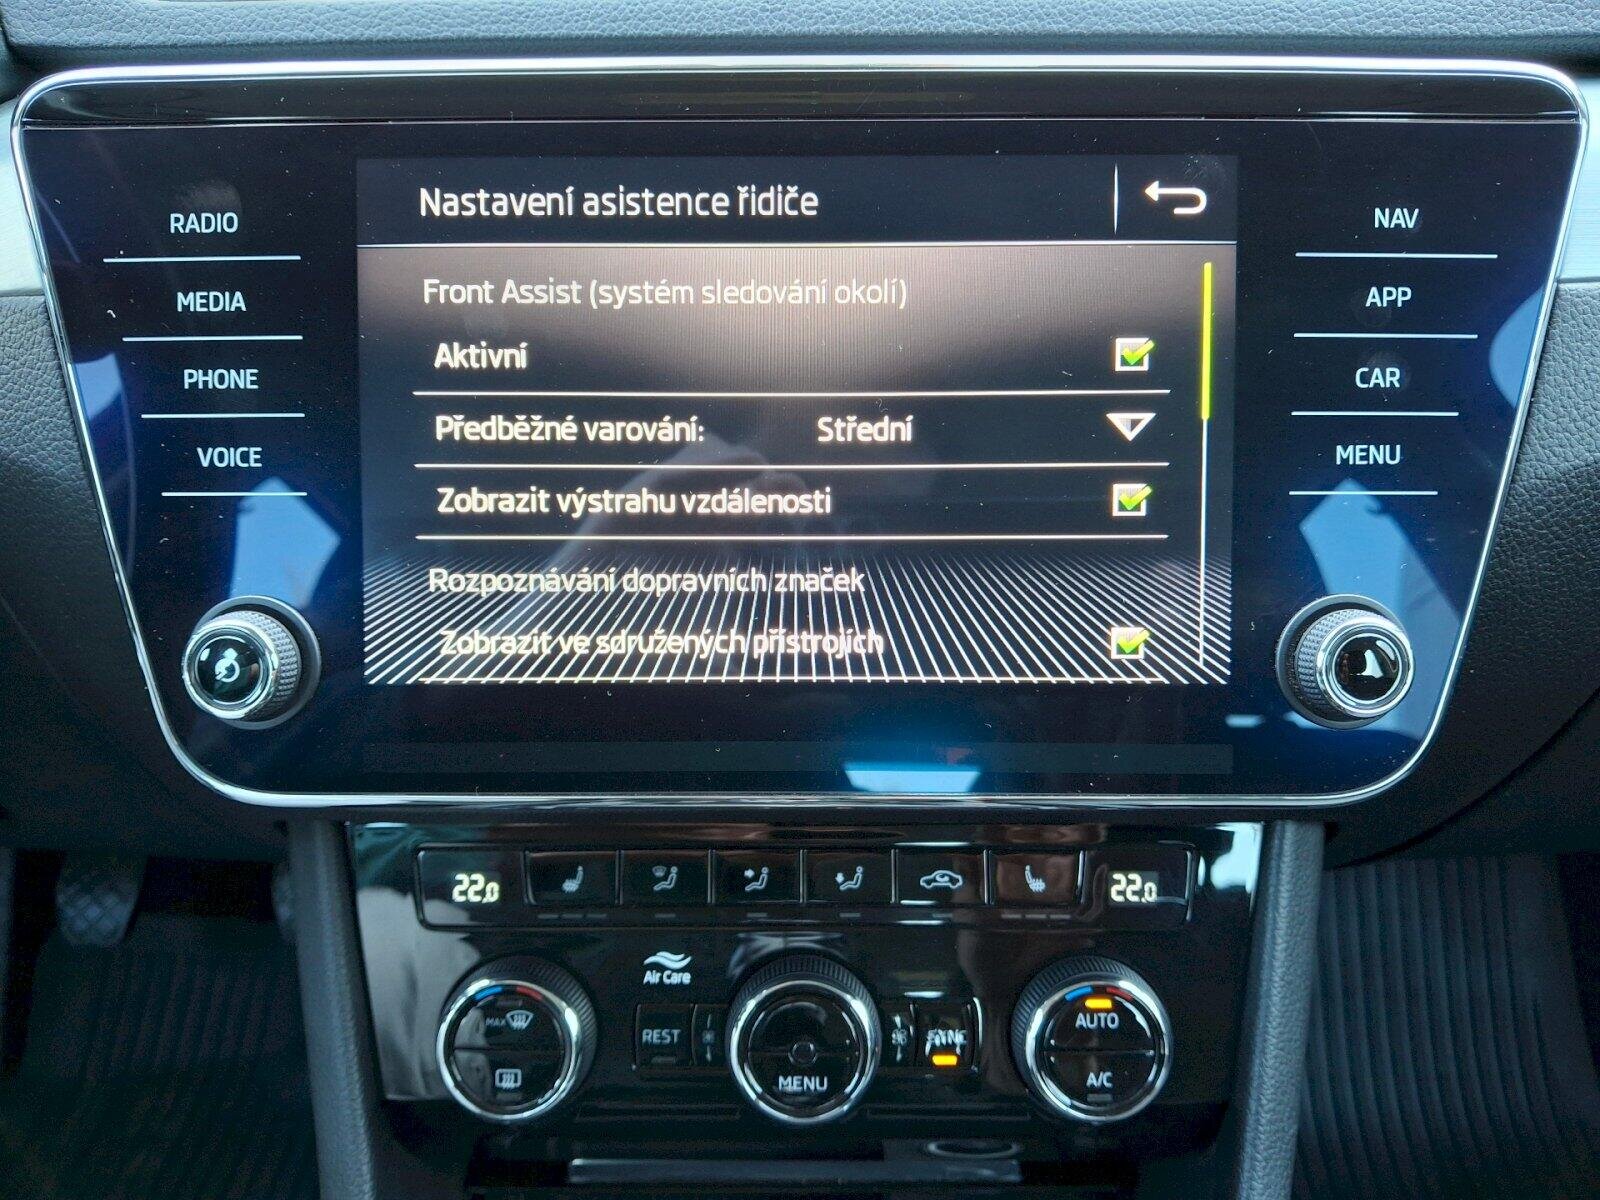 Nastavení asistence řidiče
RADIO
MEDIA
PHONE
VOICE
Front Assist (systém sledování okolí)
Aktivní
Předběžné varování: Střední
Zobrazit výstrahu vzdálenosti
Rozpoznávání dopravních značek
Zobrazit ve sdružených přístrojích
NAV
APP
CAR
MENU
22.0
22.0
Air Care
MAX
REST
MENU
SYNC
AUTO
A/C